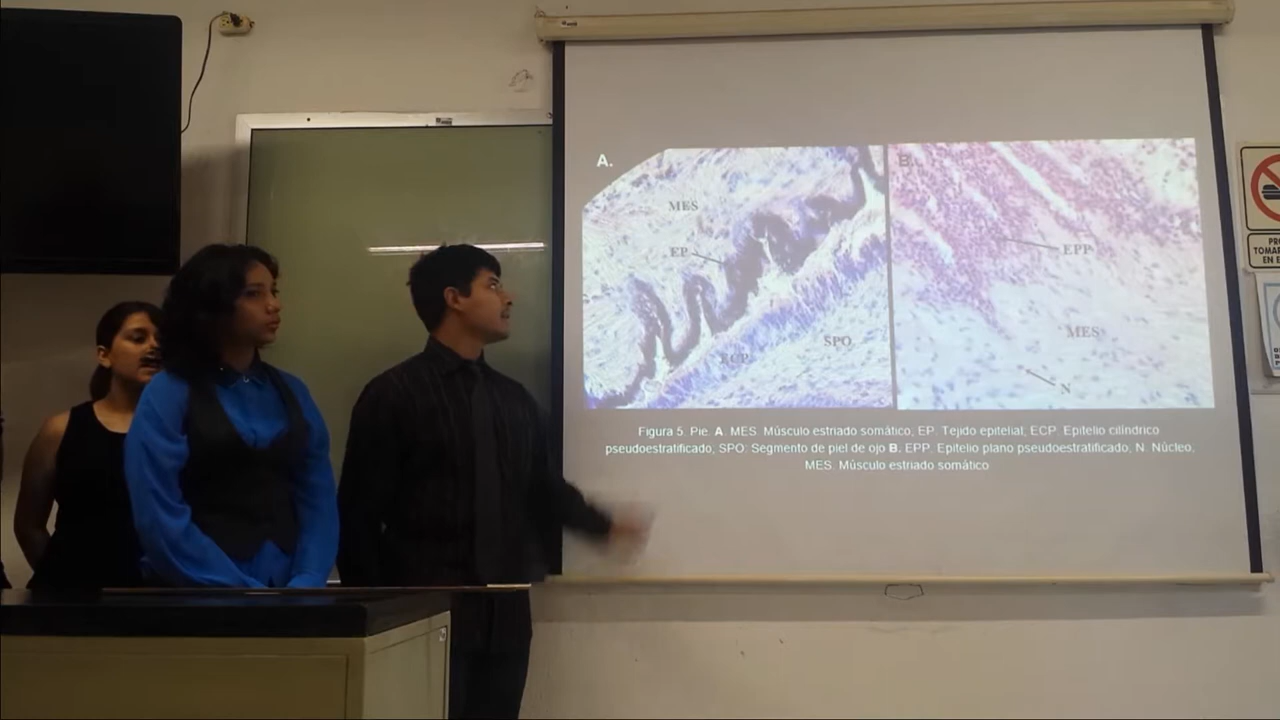 A.
B.
MES
EP
EPP
SPO
ECP
MES
N
Figura 5. Pie. A. MES. Músculo estriado somático, EP. Tejido epitelial, ECP. Epitelio cilíndrico
pseudoestratificado, SPO: Segmento de piel de ojo B. EPP. Epitelio plano pseudoestratificado, N. Núcleo,
MES. Músculo estriado somático